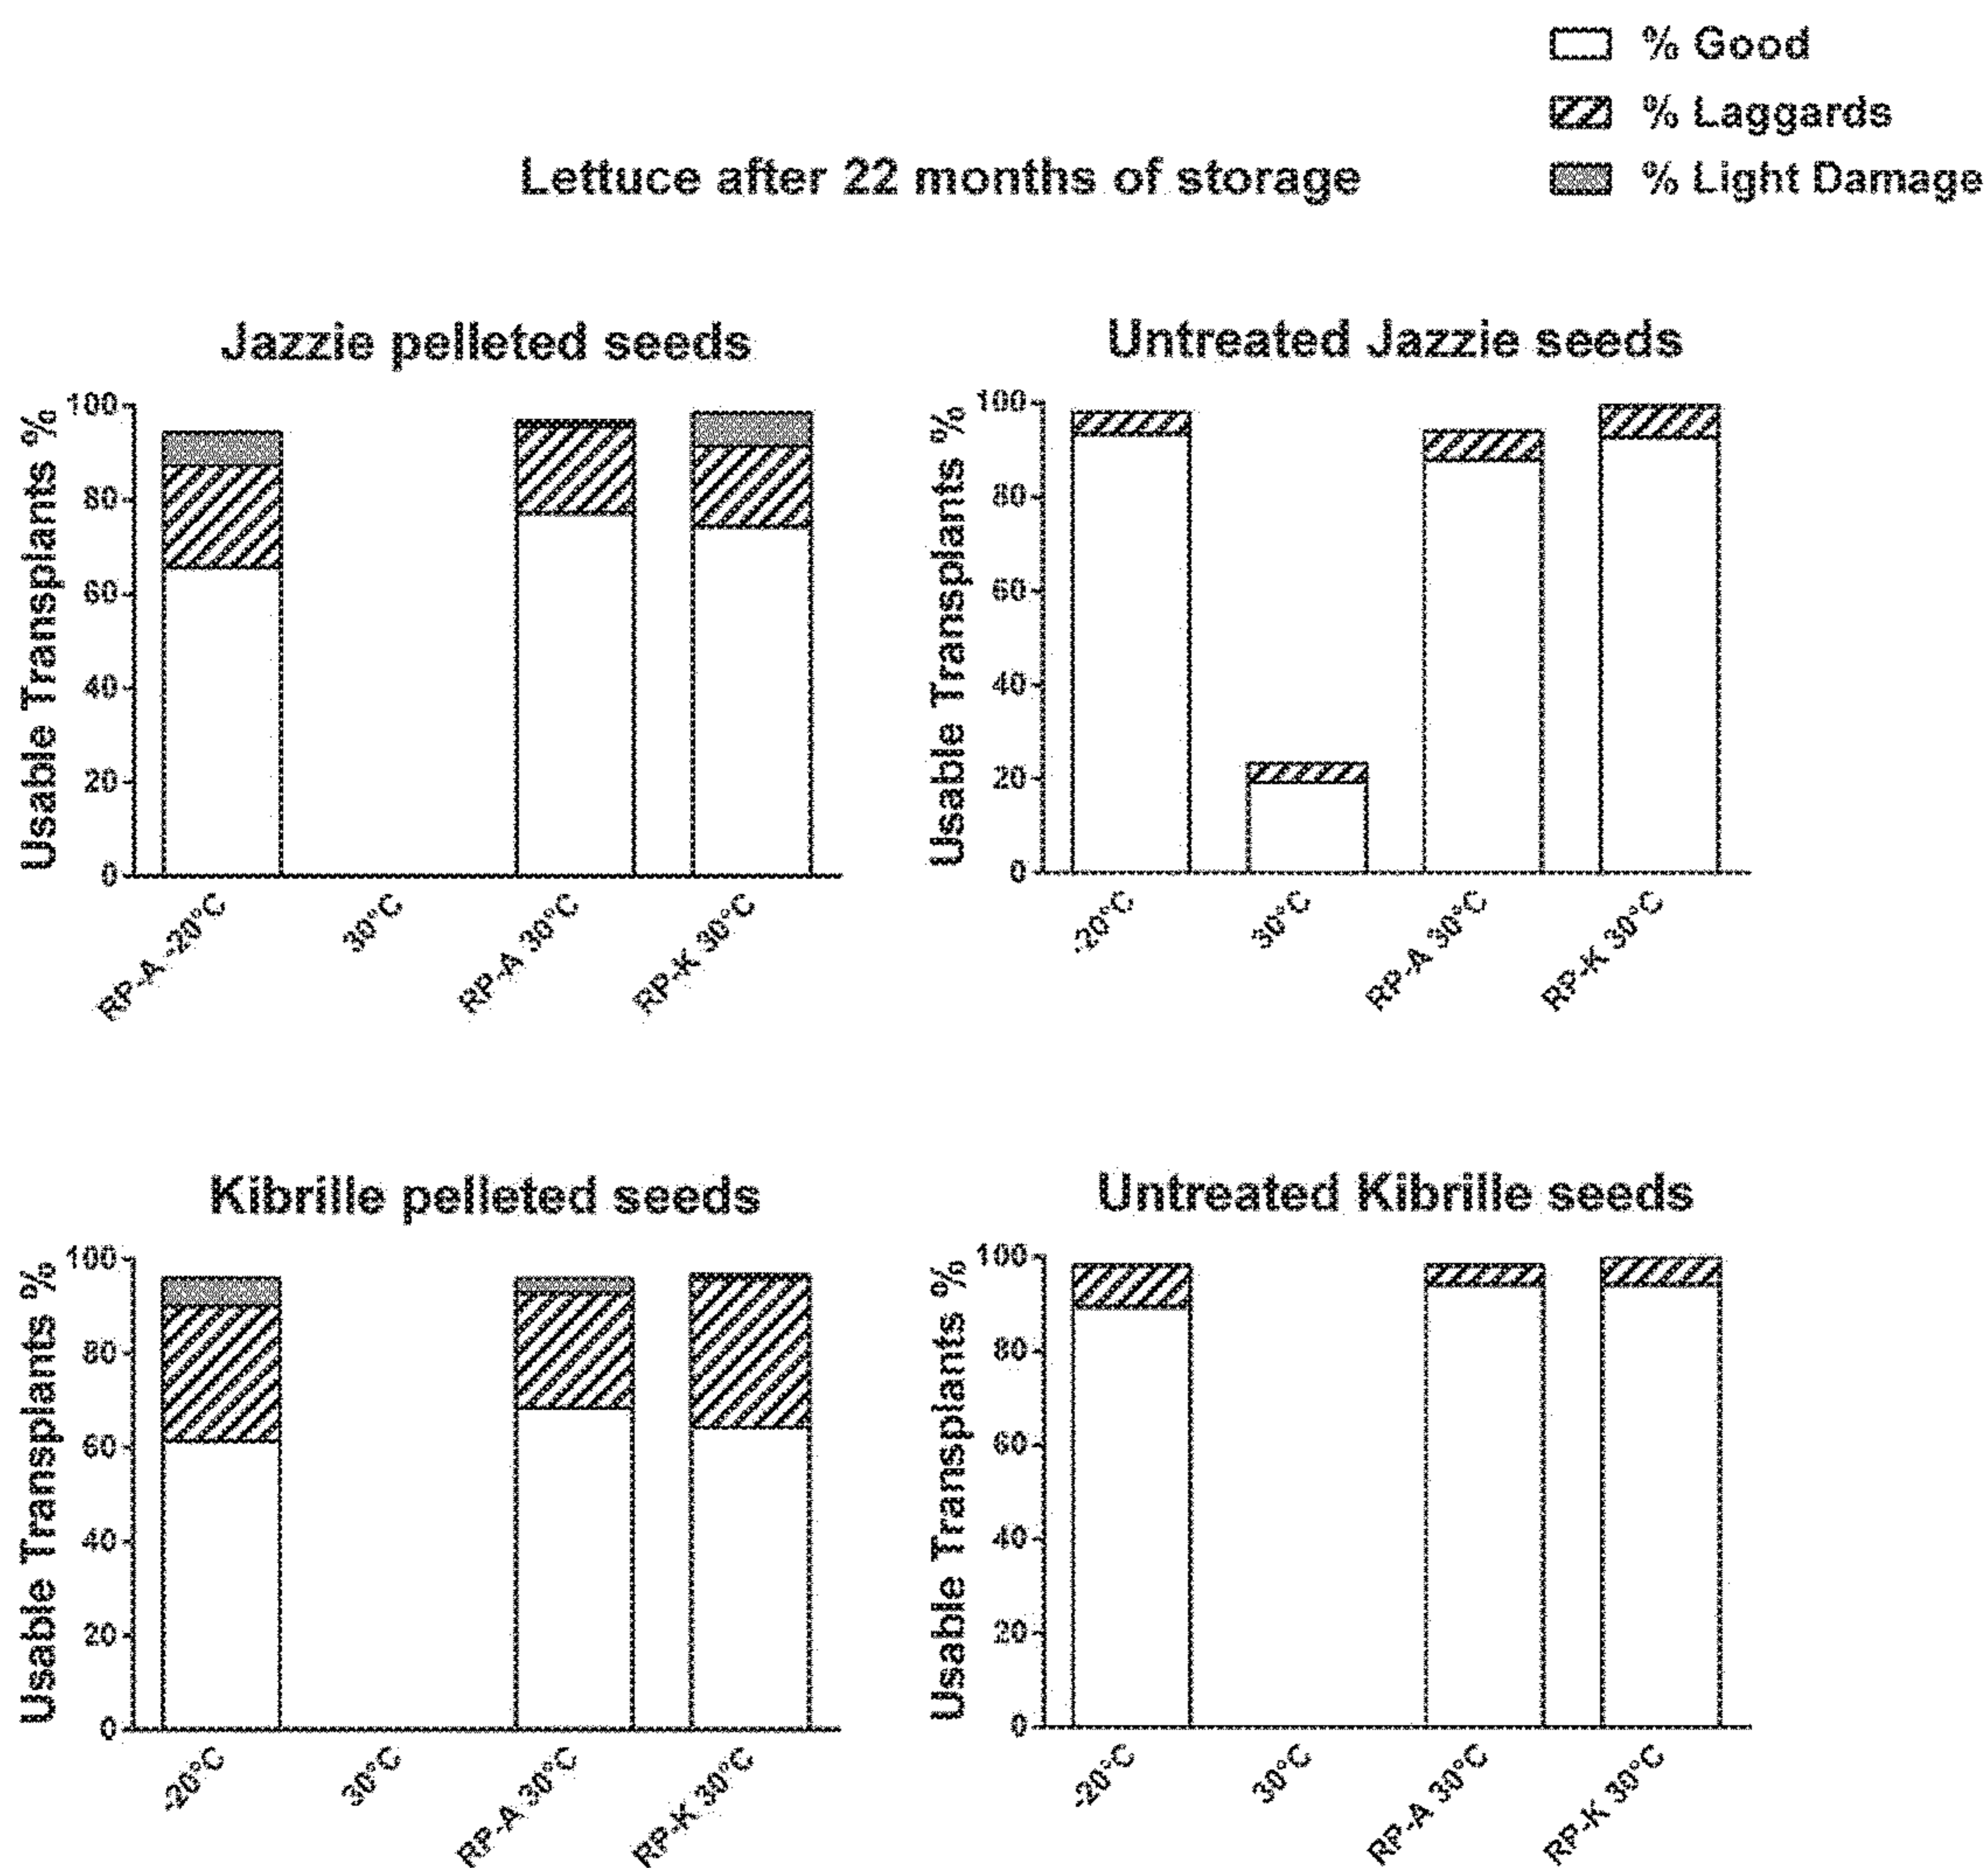 % Good
% Laggards
% Light Damage
Lettuce after 22 months of storage
Jazzie pelleted seeds
Usable Transplants %
100
80
60
40
20
0
RP-A -20°C
30°C
RP-A 30°C
RP-K 30°C
Untreated Jazzie seeds
Usable Transplants %
100
80
60
40
20
0
-20°C
30°C
RP-A 30°C
RP-K 30°C
Kibrille pelleted seeds
Usable Transplants %
100
80
60
40
20
0
-20°C
30°C
RP-A 30°C
RP-K 30°C
Untreated Kibrille seeds
Usable Transplants %
100
80
60
40
20
0
-20°C
30°C
RP-A 30°C
RP-K 30°C